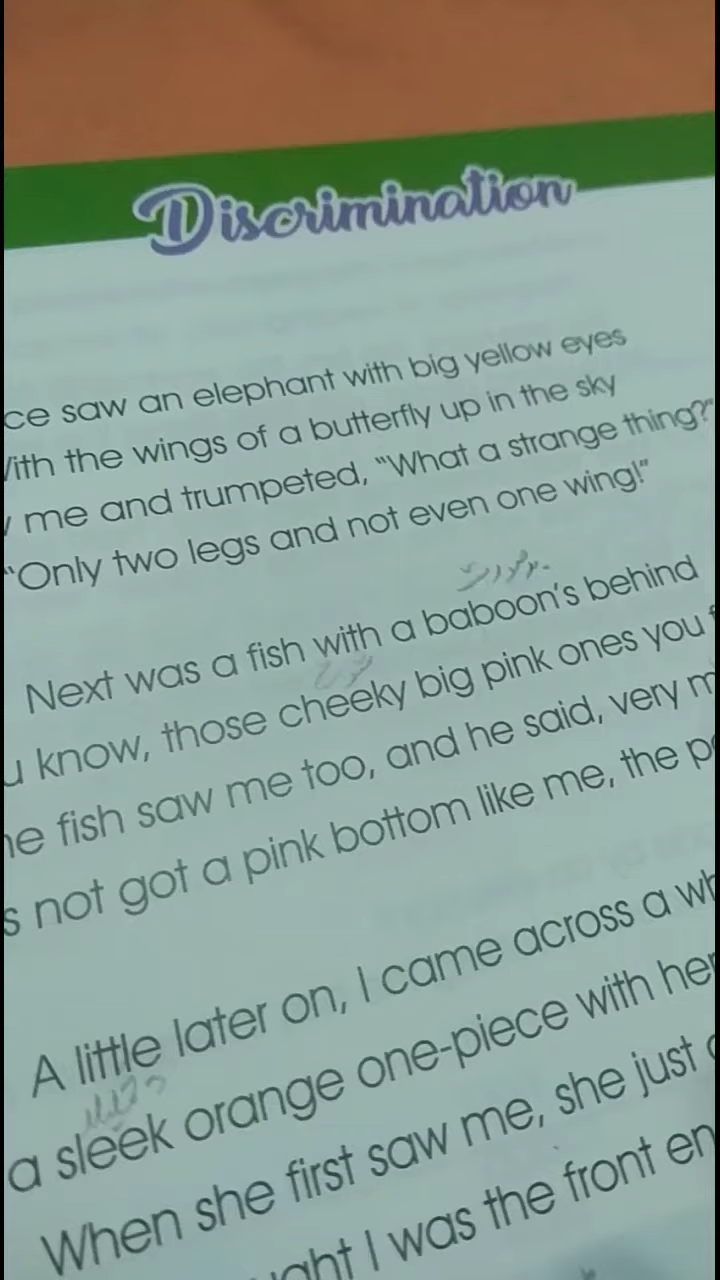 Discrimination
ce saw an elephant with big yellow eyes
With the wings of a butterfly up in the sky
me and trumpeted, "What a strange thing?"
"Only two legs and not even one wing!"
Next was a fish with a baboon's behind
u know, those cheeky big pink ones you
he fish saw me too, and he said, very m
s not got a pink bottom like me, the p
A little later on, I came across a wh
a sleek orange one-piece with her
When she first saw me, she just
ught I was the front en